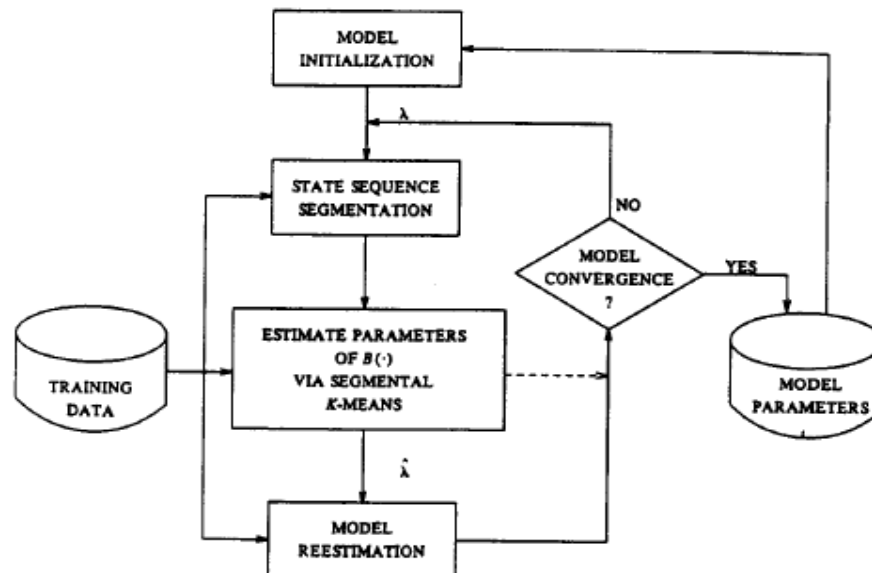 MODEL
INITIALIZATION
λ
STATE SEQUENCE
SEGMENTATION
NO
MODEL
CONVERGENCE
?
YES
ESTIMATE PARAMETERS
OF B(·)
VIA SEGMENTAL
K-MEANS
TRAINING
DATA
MODEL
PARAMETERS
λ̂
MODEL
REESTIMATION